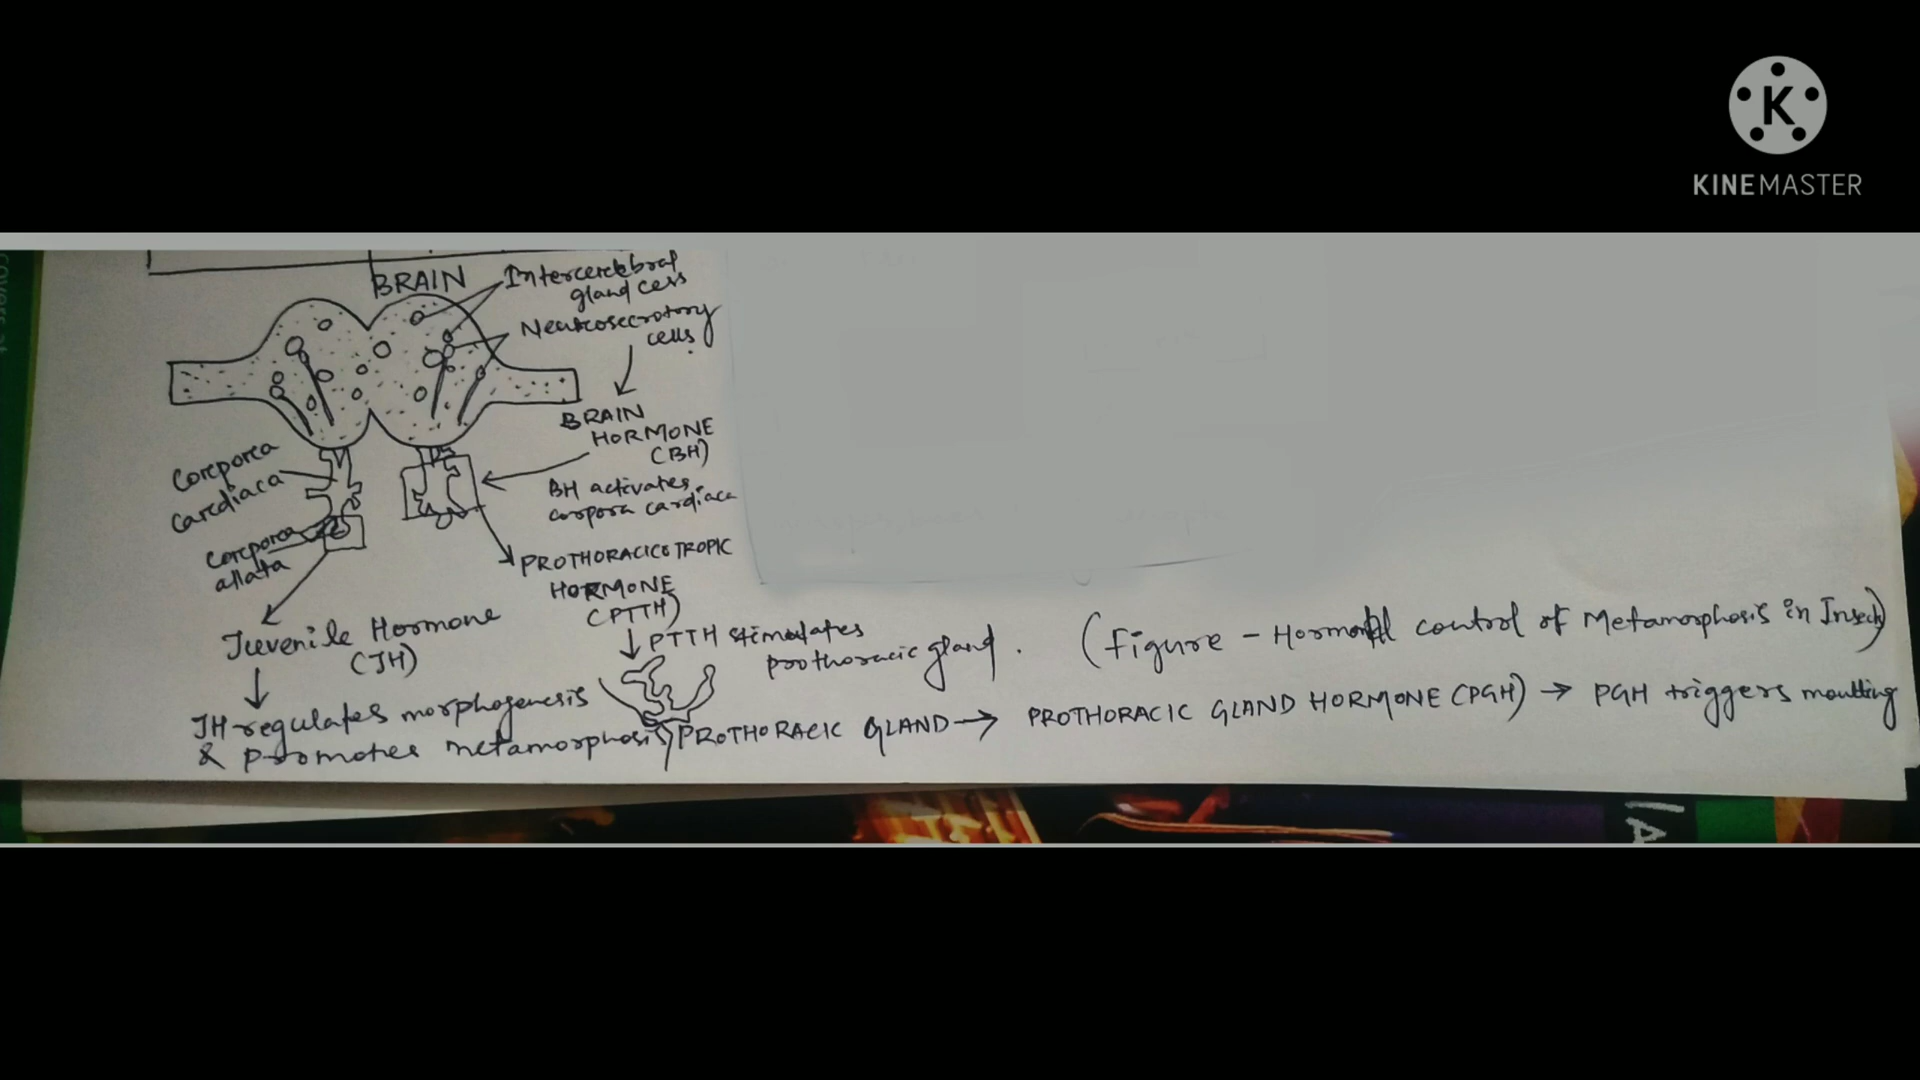 KINEMASTER
BRAIN
Intercerebral
gland cess
Neurosecrotory
cells
BRAIN
HORMONE
(BH)
BH activates
corpora cardiaca
Corpora
cardiaca
Corpora
allata
PROTHORACICOTROPIC
HORMONE
(PTTH)
PTTH stimulates
prothoracic gland.
Juvenile Hormone
(JH)
JH regulates morphogenesis
& promotes metamorphosis
PROTHORACIC GLAND → PROTHORACIC GLAND HORMONE (PGH) → PGH triggers moulting
(Figure - Hormonal control of Metamorphosis in Insect)